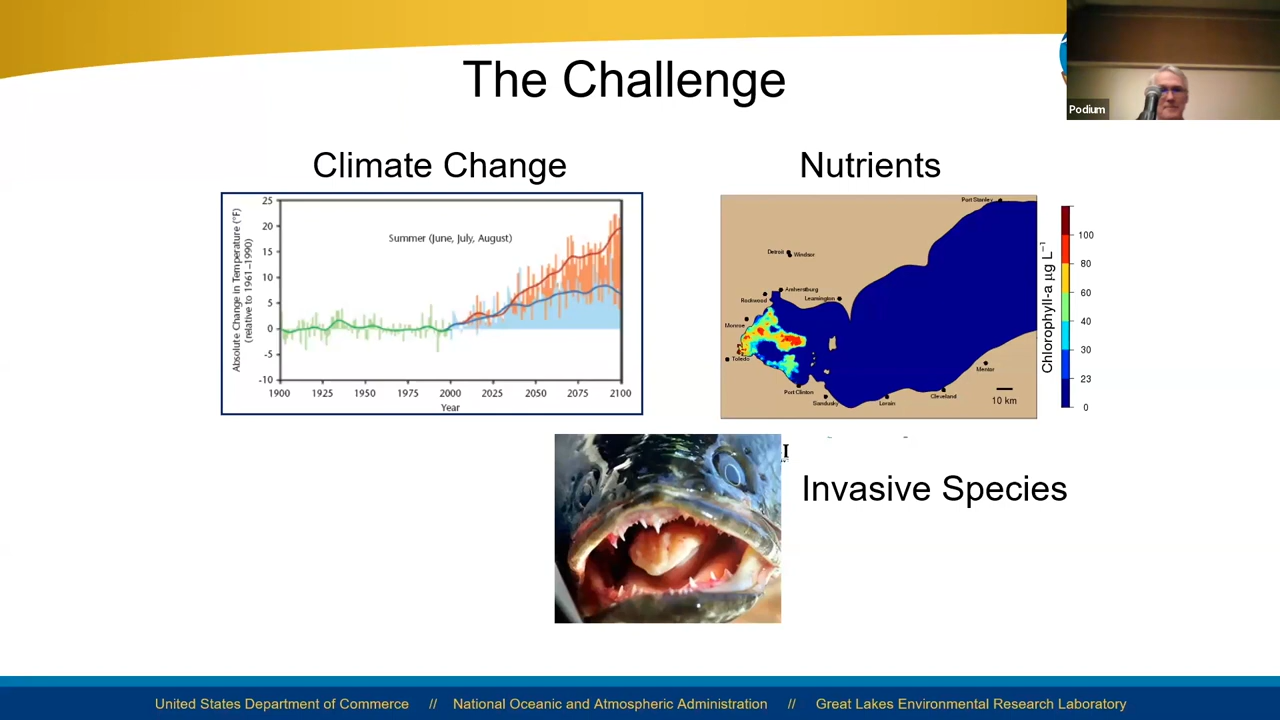 The Challenge
Podium
Climate Change
Nutrients
25
20
15
10
5
0
-5
-10
Absolute Change in Temperature (°F)
(relative to 1961–1990)
Summer (June, July, August)
1900 1925 1950 1975 2000 2025 2050 2075 2100
Year
Port Stanley
Detroit Windsor
Amherstburg
Rockwood
Leamington
Monroe
Toledo
Port Clinton
Sandusky
Lorain
Cleveland
Mentor
10 km
Chlorophyll-a µg L⁻¹
100
80
60
40
30
23
0
Invasive Species
United States Department of Commerce // National Oceanic and Atmospheric Administration // Great Lakes Environmental Research Laboratory